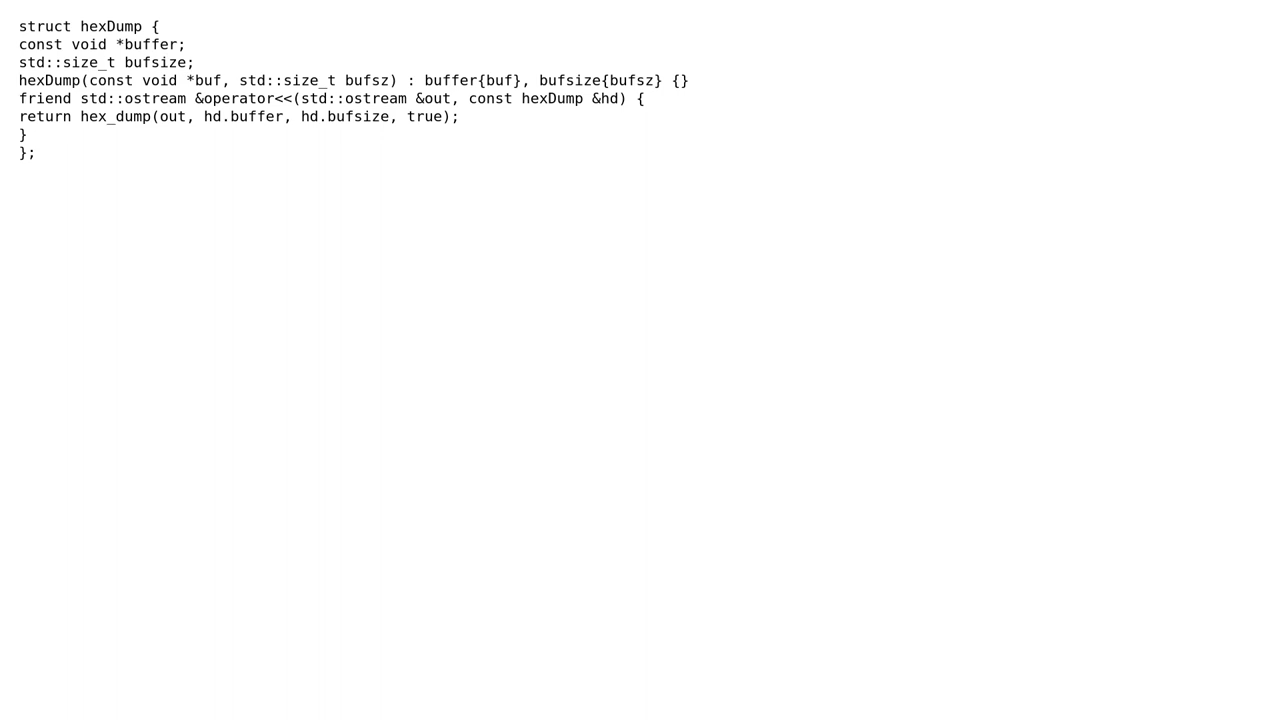 struct hexDump {
const void *buffer;
std::size_t bufsize;
hexDump(const void *buf, std::size_t bufsz) : buffer{buf}, bufsize{bufsz} {}
friend std::ostream &operator<<(std::ostream &out, const hexDump &hd) {
return hex_dump(out, hd.buffer, hd.bufsize, true);
}
};